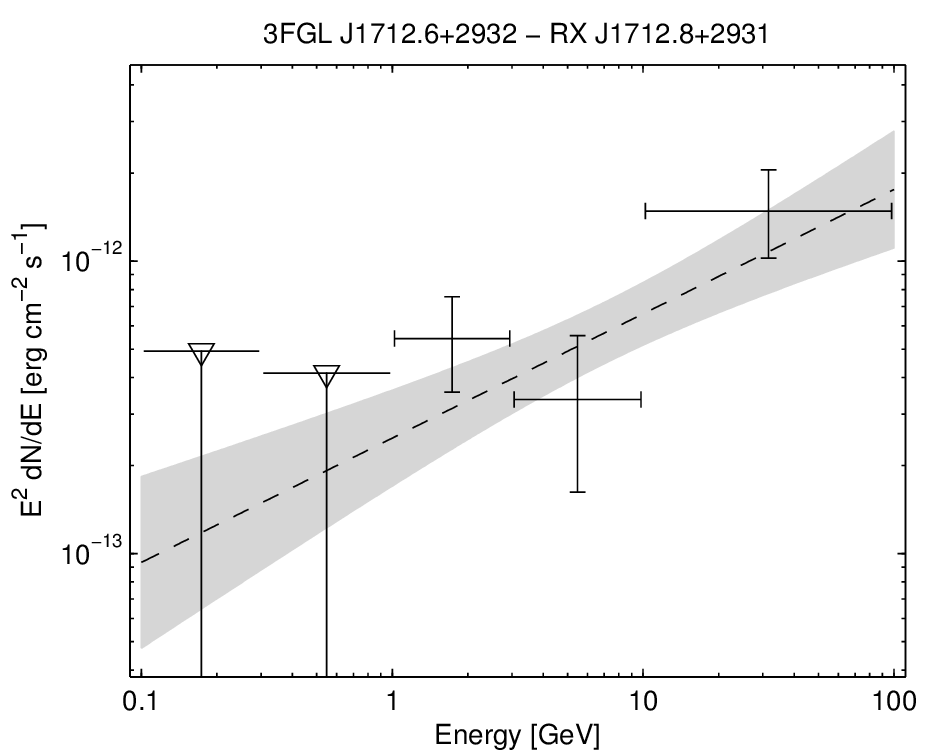 3FGL J1712.6+2932 − RX J1712.8+2931
E² dN/dE [erg cm⁻² s⁻¹]
10⁻¹²
10⁻¹³
0.1 1 10 100
Energy [GeV]